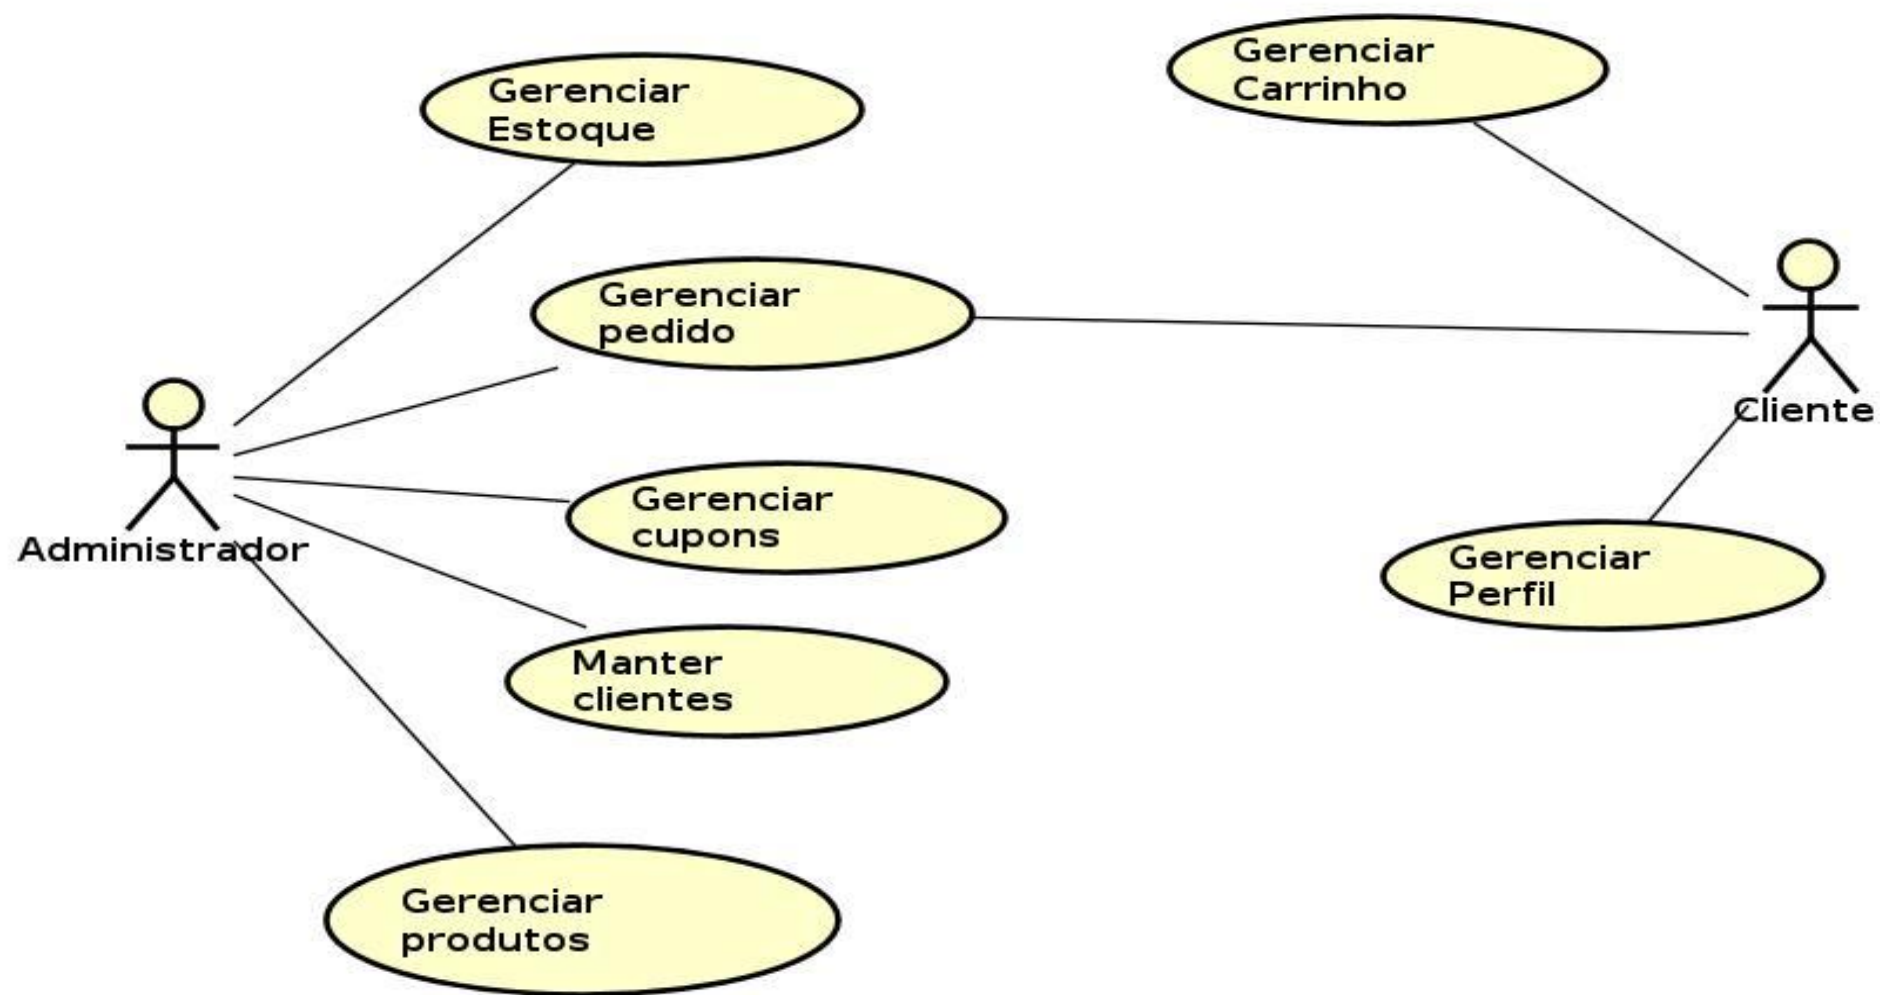 Gerenciar
Estoque
Gerenciar
Carrinho
Gerenciar
pedido
Cliente
Gerenciar
cupons
Administrador
Gerenciar
Perfil
Manter
clientes
Gerenciar
produtos